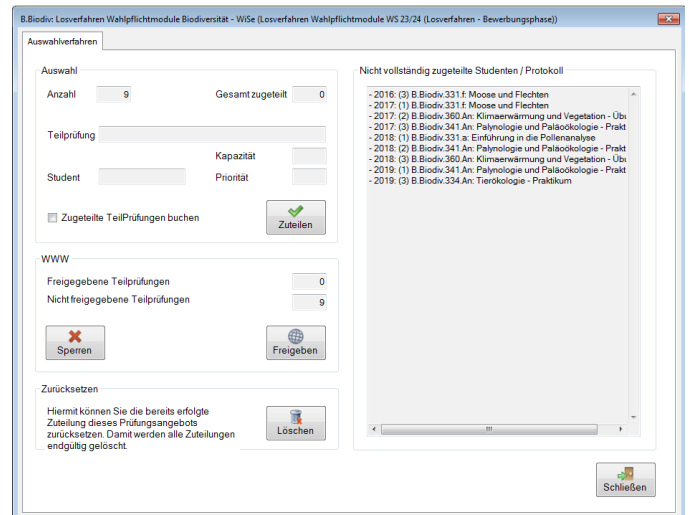 B.Biodiv: Losverfahren Wahlpflichtmodule Biodiversität - WiSe (Losverfahren Wahlpflichtmodule WS 23/24 (Losverfahren - Bewerbungsphase))
Auswahlverfahren
Auswahl
Anzahl 9 Gesamt zugeteilt 0
Teilprüfung
Kapazität
Student Priorität
Zugeteilte TeilPrüfungen buchen
Zuteilen
WWW
Freigegebene Teilprüfungen 0
Nicht freigegebene Teilprüfungen 9
Sperren Freigeben
Zurücksetzen
Hiermit können Sie die bereits erfolgte
Zuteilung dieses Prüfungsangebots
zurücksetzen. Damit werden alle Zuteilungen
endgültig gelöscht.
Löschen
Nicht vollständig zugeteilte Studenten / Protokoll
- 2016: (3) B.Biodiv.331.f: Moose und Flechten
- 2017: (1) B.Biodiv.331.f: Moose und Flechten
- 2017: (2) B.Biodiv.360.An: Klimaerwärmung und Vegetation - Übu
- 2017: (3) B.Biodiv.341.An: Palynologie und Paläoökologie - Prakt
- 2018: (1) B.Biodiv.331.a: Einführung in die Pollenanalyse
- 2018: (2) B.Biodiv.341.An: Palynologie und Paläoökologie - Prakt
- 2018: (3) B.Biodiv.360.An: Klimaerwärmung und Vegetation - Übu
- 2019: (1) B.Biodiv.341.An: Palynologie und Paläoökologie - Prakt
- 2019: (3) B.Biodiv.334.An: Tierökologie - Praktikum
Schließen